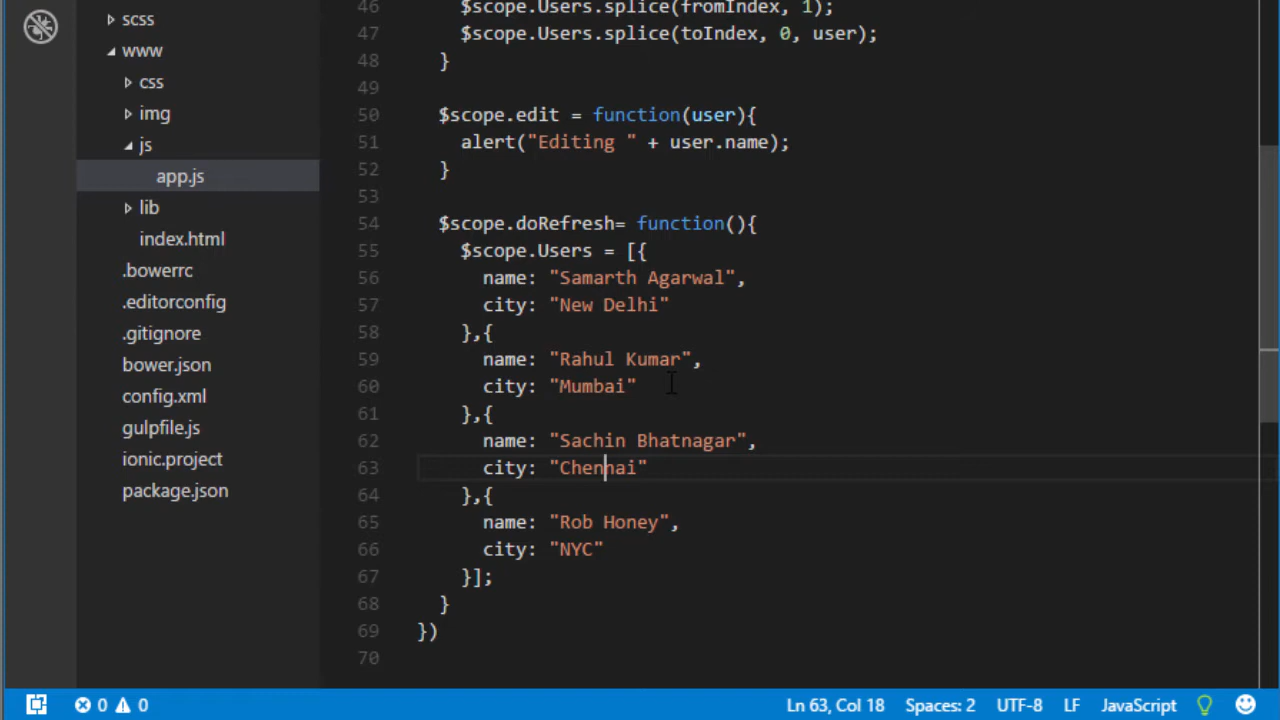 scss
www
css
img
js
app.js
lib
index.html
.bowerrc
.editorconfig
.gitignore
bower.json
config.xml
gulpfile.js
ionic.project
package.json
46 $scope.Users.splice(fromIndex, 1);
47 $scope.Users.splice(toIndex, 0, user);
48 }
49
50 $scope.edit = function(user){
51 alert("Editing " + user.name);
52 }
53
54 $scope.doRefresh= function(){
55 $scope.Users = [{
56 name: "Samarth Agarwal",
57 city: "New Delhi"
58 },{
59 name: "Rahul Kumar",
60 city: "Mumbai"
61 },{
62 name: "Sachin Bhatnagar",
63 city: "Chennai"
64 },{
65 name: "Rob Honey",
66 city: "NYC"
67 }];
68 }
69 })
70
0 0 Ln 63, Col 18 Spaces: 2 UTF-8 LF JavaScript